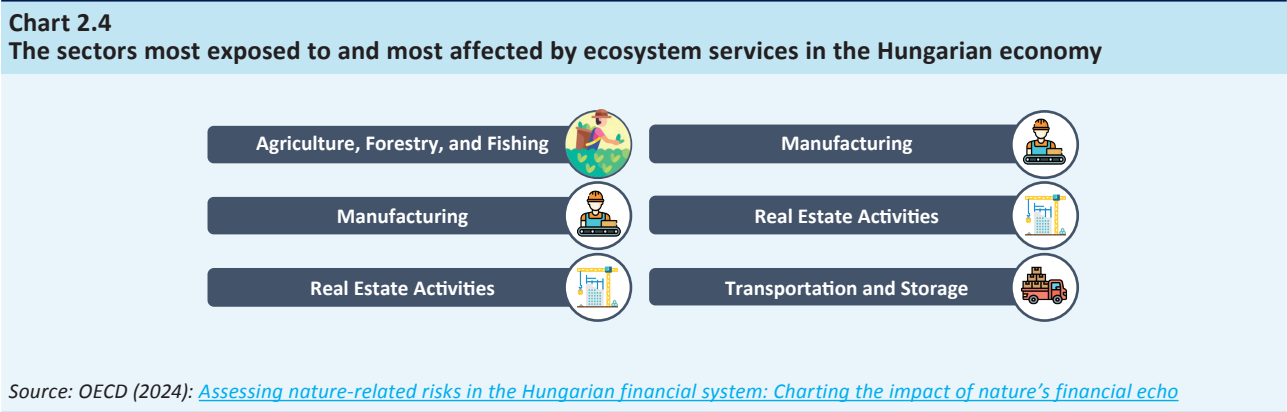 Chart 2.4
The sectors most exposed to and most affected by ecosystem services in the Hungarian economy
Agriculture, Forestry, and Fishing
Manufacturing
Real Estate Activities
Manufacturing
Real Estate Activities
Transportation and Storage
Source: OECD (2024): Assessing nature-related risks in the Hungarian financial system: Charting the impact of nature's financial echo